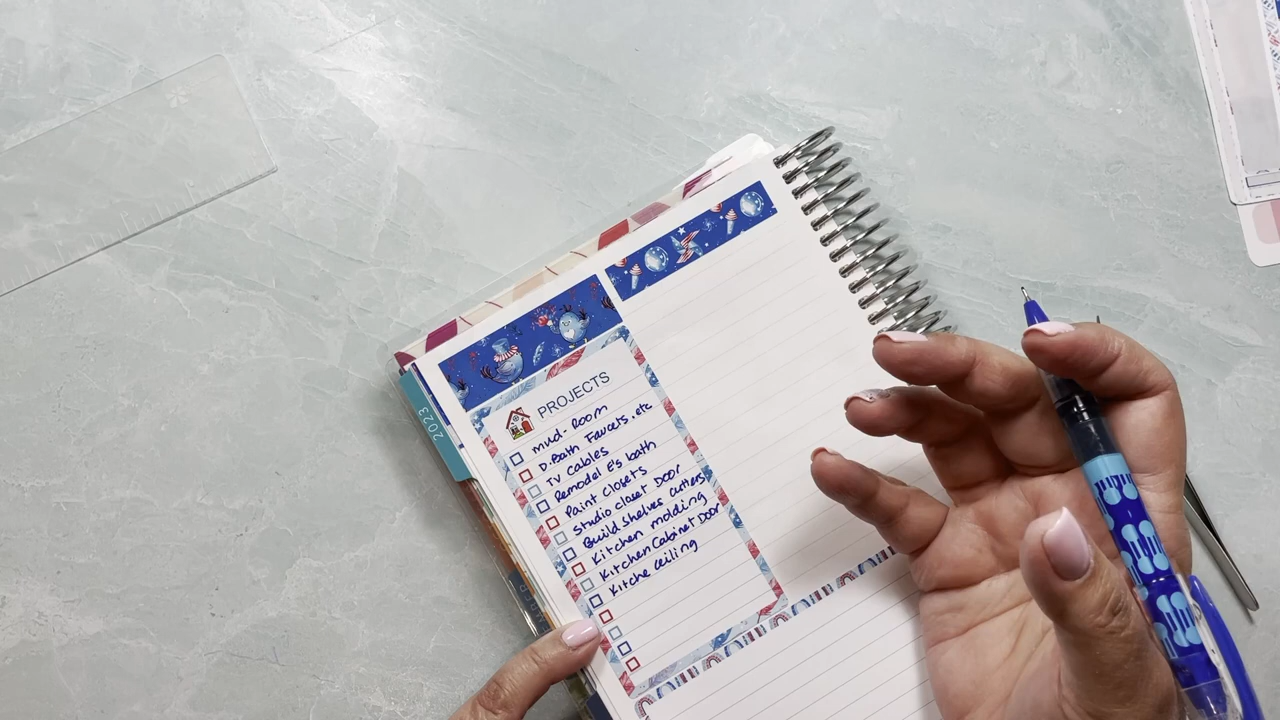 2023
PROJECTS
mud-Room
D.Bath Faucets.etc
TV cables
Remodel E's bath
Paint closets
studio closet Door
Build shelves cutters
Kitchen molding
Kitchen Cabinet Door
Kitche ceiling